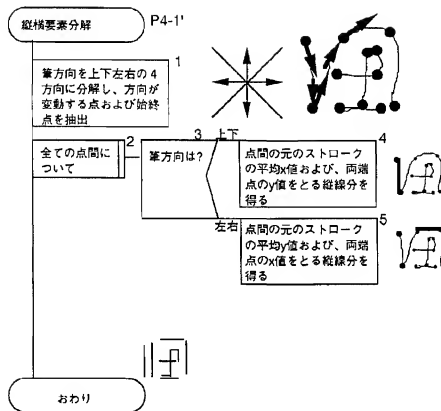 縦横要素分解 P4-1'
1
筆方向を上下左右の4
方向に分解し、方向が
変動する点および始終
点を抽出
2
全ての点間に
ついて
3
筆方向は?
上下
4
点間の元のストローク
の平均x値および、両端
点のy値をとる縦線分を
得る
左右
5
点間の元のストローク
の平均y値および、両端
点のx値をとる縦線分を
得る
おわり